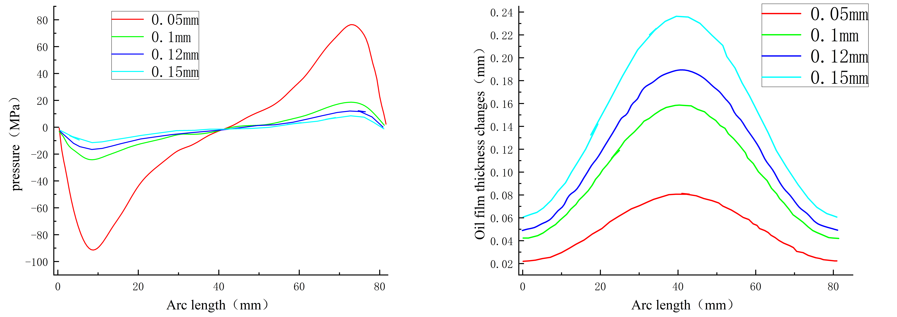 80
60
40
20
0
-20
-40
-60
-80
-100
pressure（MPa）
0.05mm
0.1mm
0.12mm
0.15mm
0 20 40 60 80
Arc length（mm）
0.24
0.22
0.20
0.18
0.16
0.14
0.12
0.10
0.08
0.06
0.04
0.02
Oil film thickness changes（mm）
0.05mm
0.1mm
0.12mm
0.15mm
0 20 40 60 80
Arc length（mm）